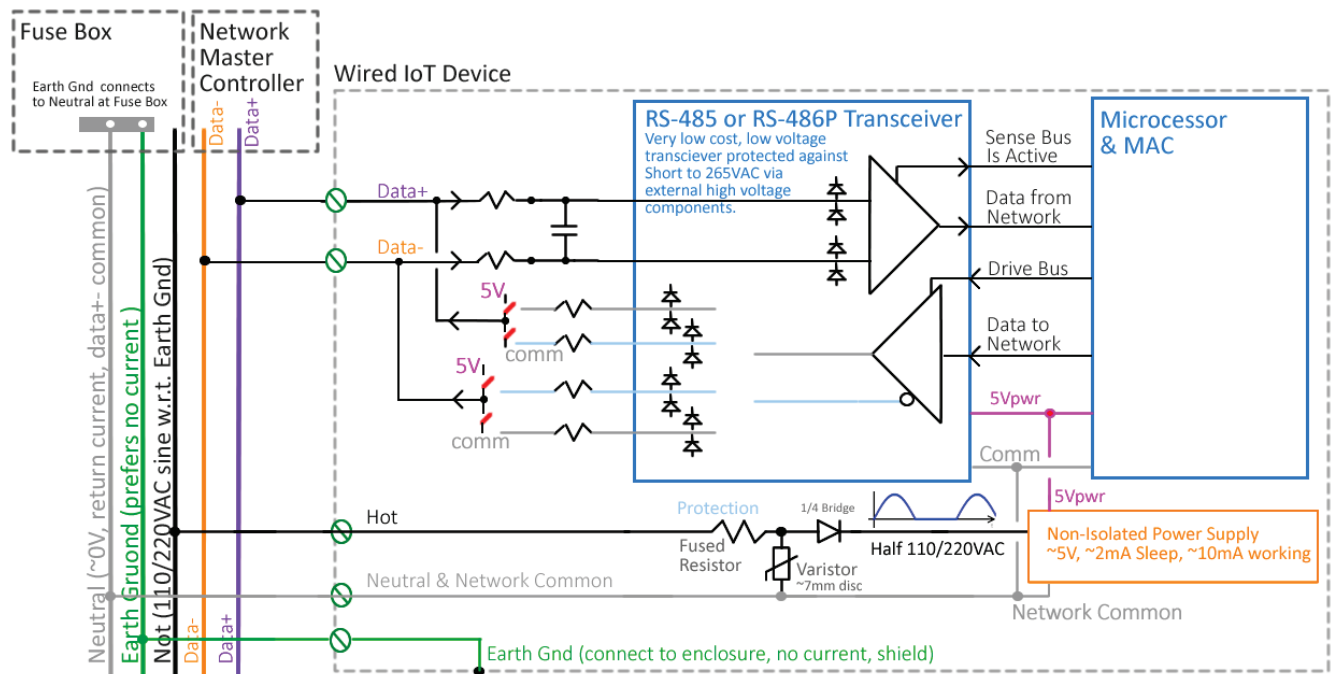 Fuse Box
Earth Gnd connects
to Neutral at Fuse Box
Network
Master
Controller
Data-
Data+
Wired IoT Device
RS-485 or RS-486P Transceiver
Very low cost, low voltage
transciever protected against
Short to 265VAC via
external high voltage
components.
Microcessor
& MAC
Sense Bus
Is Active
Data from
Network
Drive Bus
Data to
Network
Data+
Data-
5V
comm
5V
comm
5Vpwr
Comm
5Vpwr
Neutral (~0V, return current, data+- common)
Earth Gruond (prefers no current )
Not (110/220VAC sine w.r.t. Earth Gnd)
Data-
Data+
Hot
Protection
Fused
Resistor
1/4 Bridge
Half 110/220VAC
Varistor
~7mm disc
Non-Isolated Power Supply
~5V, ~2mA Sleep, ~10mA working
Neutral & Network Common
Network Common
Earth Gnd (connect to enclosure, no current, shield)